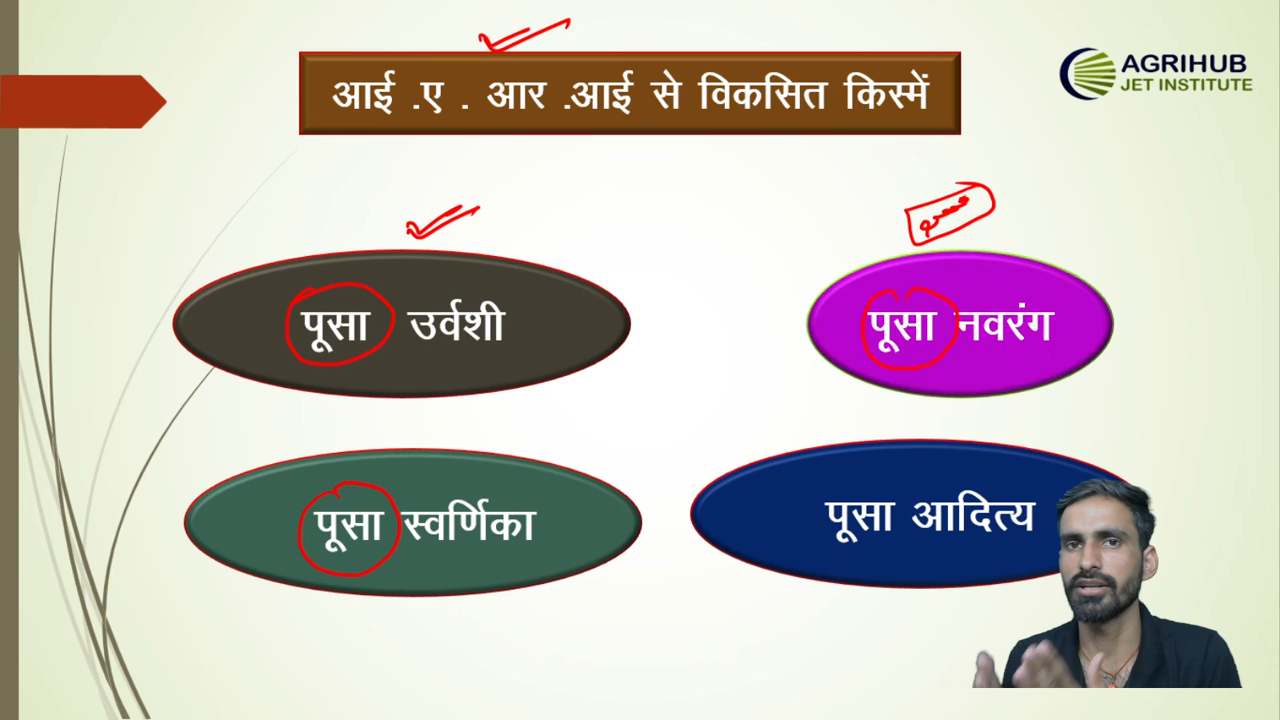 आई .ए . आर .आई से विकसित किस्में
AGRIHUB
JET INSTITUTE
पूसा उर्वशी
पूसा नवरंग
पूसा स्वर्णिका
पूसा आदित्य